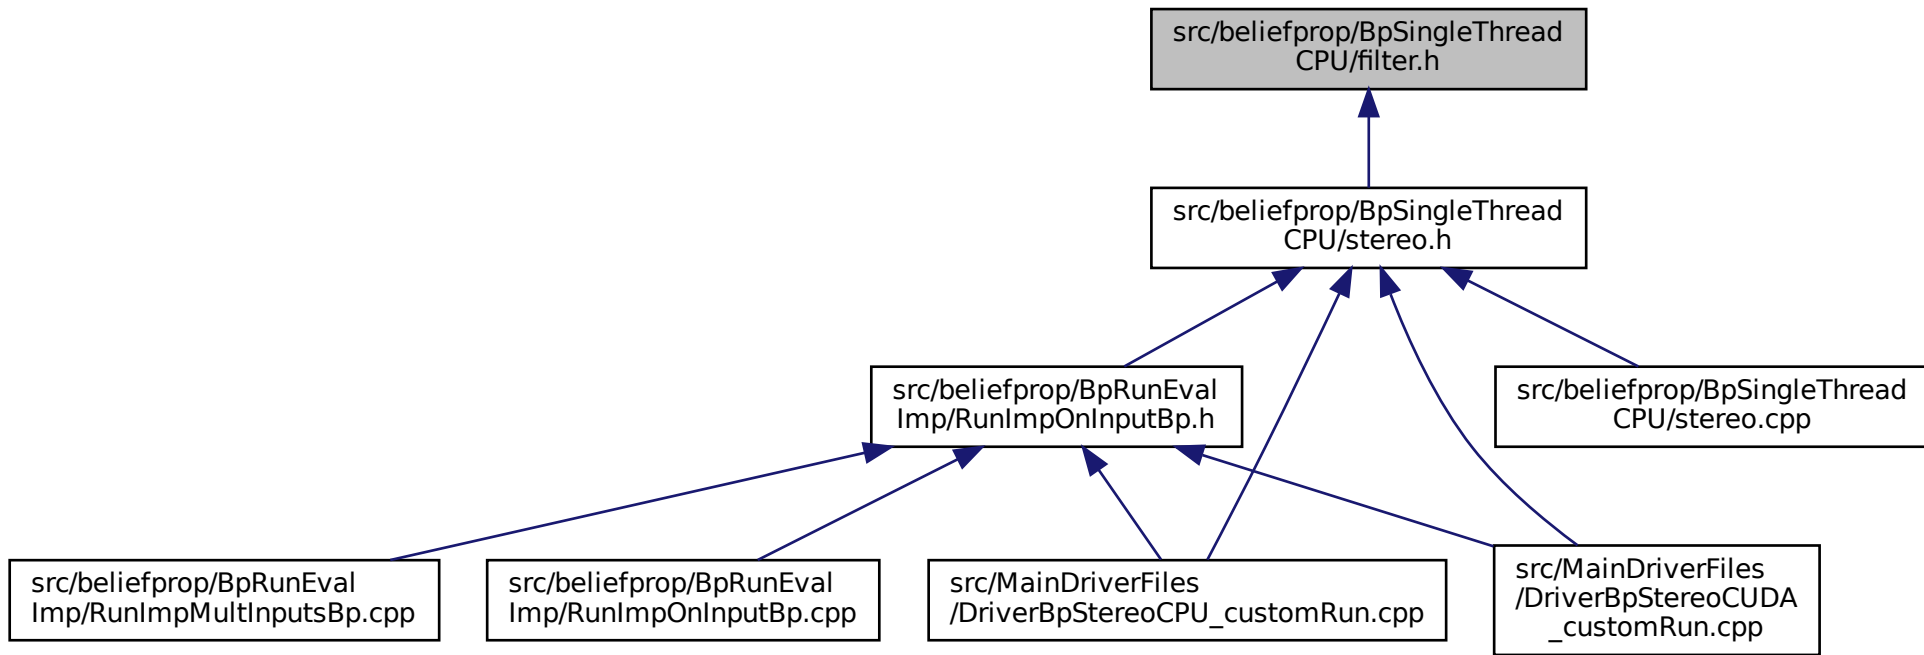 src/beliefprop/BpSingleThread
CPU/filter.h
src/beliefprop/BpSingleThread
CPU/stereo.h
src/beliefprop/BpRunEval
Imp/RunImpOnInputBp.h
src/beliefprop/BpSingleThread
CPU/stereo.cpp
src/beliefprop/BpRunEval
Imp/RunImpMultInputsBp.cpp
src/beliefprop/BpRunEval
Imp/RunImpOnInputBp.cpp
src/MainDriverFiles
/DriverBpStereoCPU_customRun.cpp
src/MainDriverFiles
/DriverBpStereoCUDA
_customRun.cpp